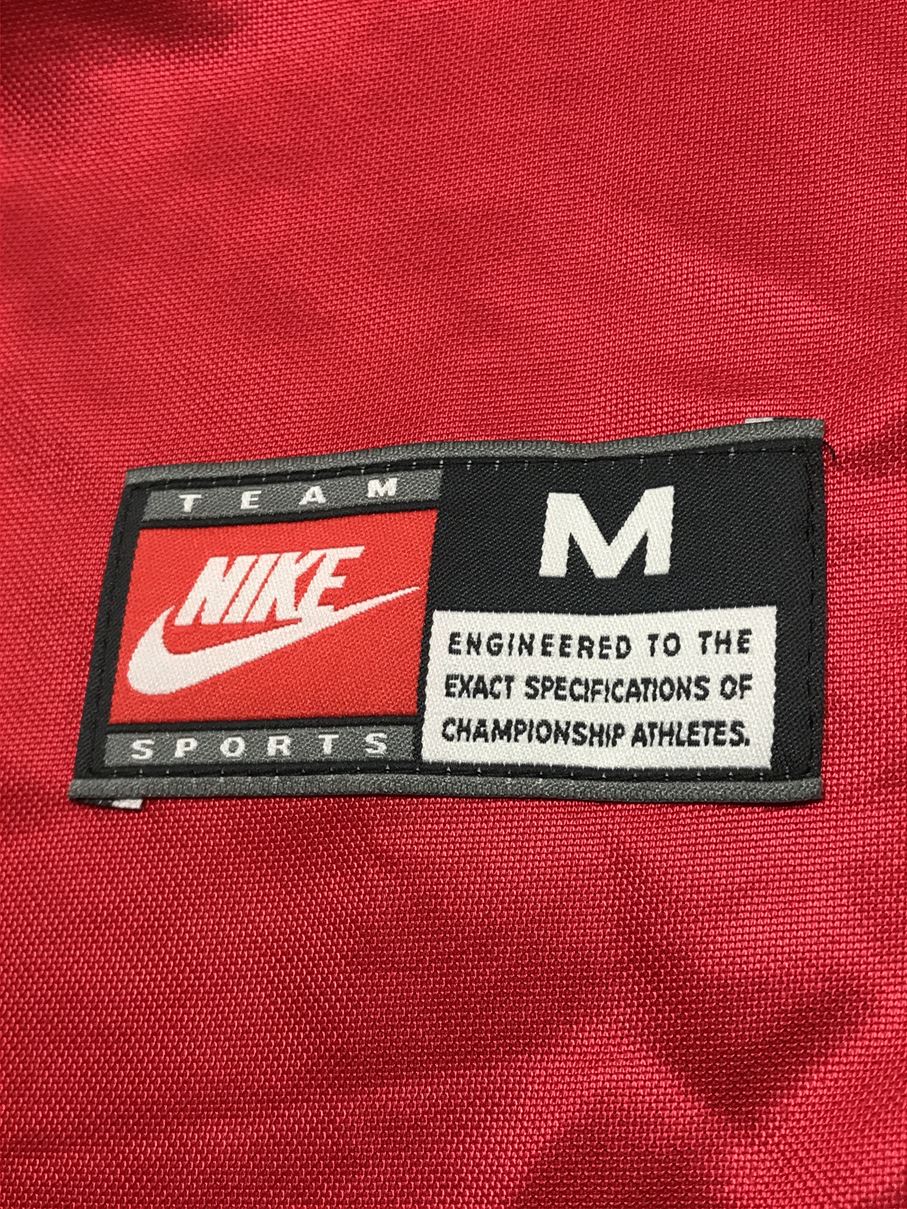 TEAM
NIKE
SPORTS
M
ENGINEERED TO THE
EXACT SPECIFICATIONS OF
CHAMPIONSHIP ATHLETES.